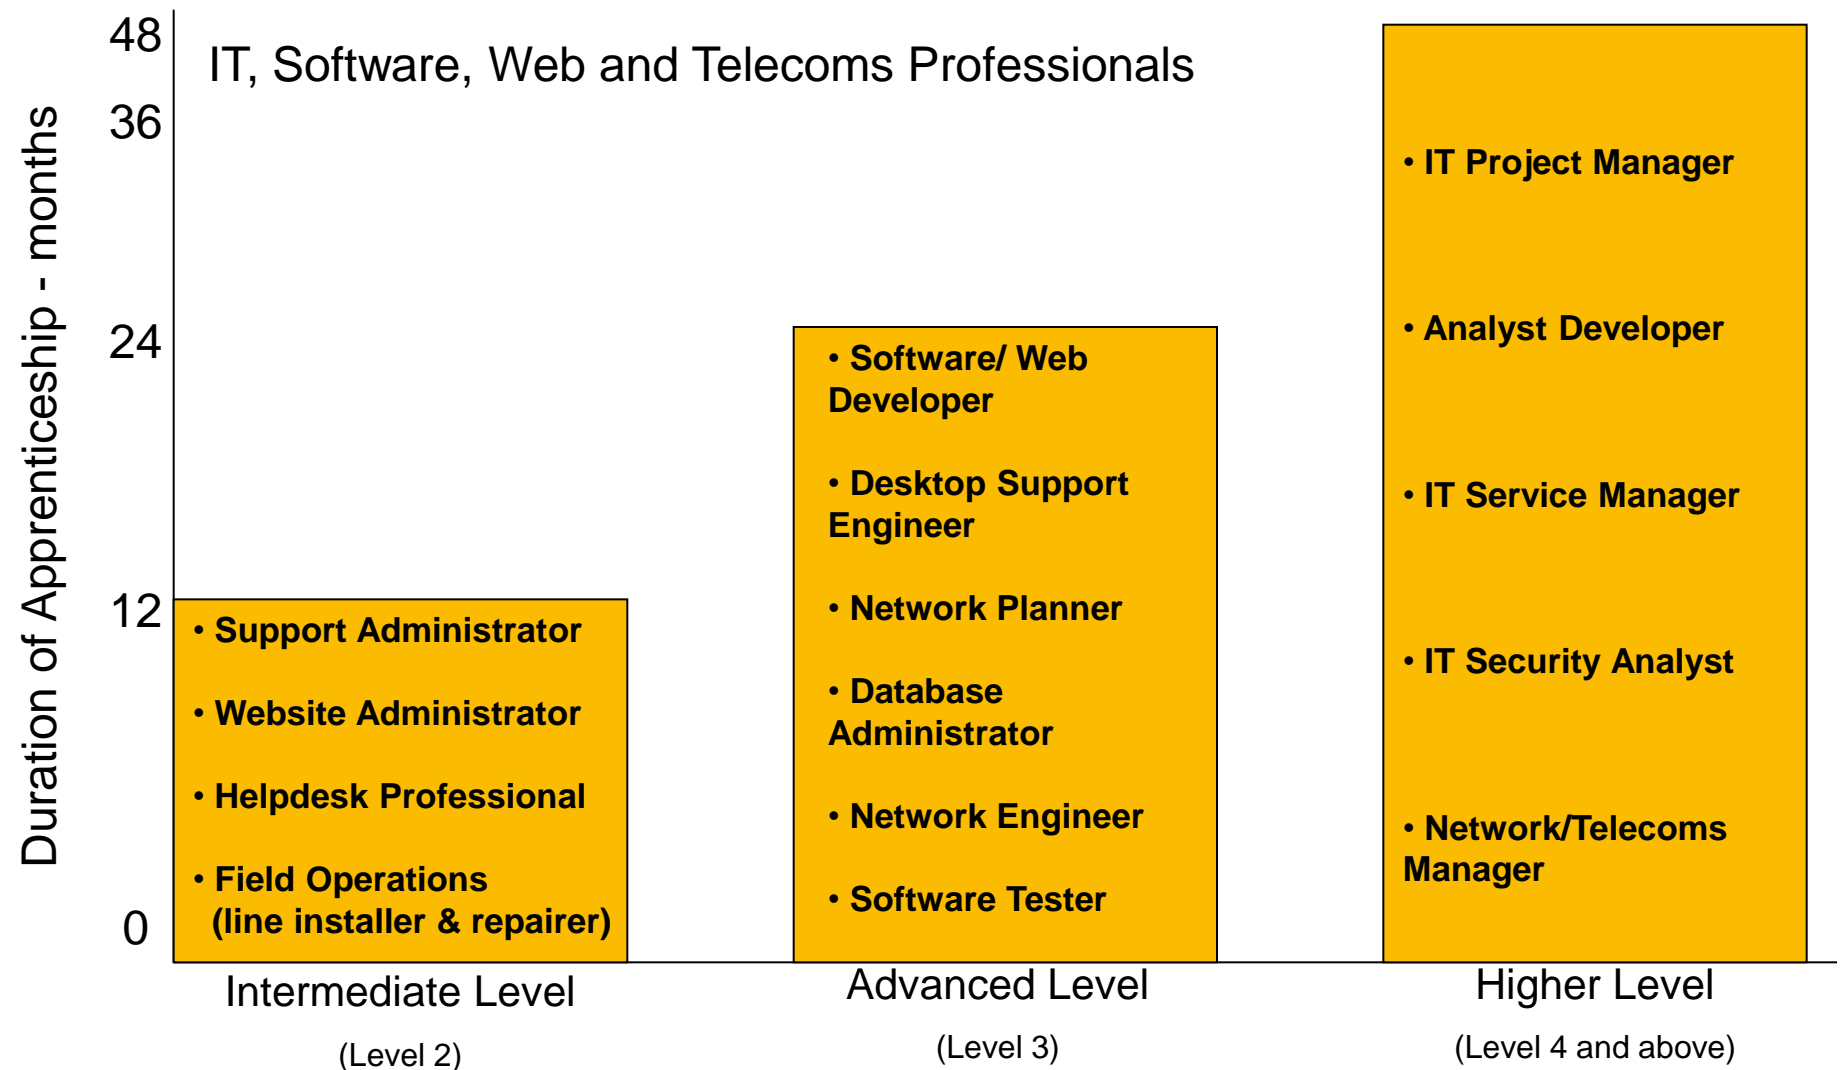 IT, Software, Web and Telecoms Professionals
Duration of Apprenticeship - months
48
36
24
12
0
• Support Administrator
• Website Administrator
• Helpdesk Professional
• Field Operations
(line installer & repairer)
Intermediate Level
(Level 2)
• Software/ Web
Developer
• Desktop Support
Engineer
• Network Planner
• Database
Administrator
• Network Engineer
• Software Tester
Advanced Level
(Level 3)
• IT Project Manager
• Analyst Developer
• IT Service Manager
• IT Security Analyst
• Network/Telecoms
Manager
Higher Level
(Level 4 and above)